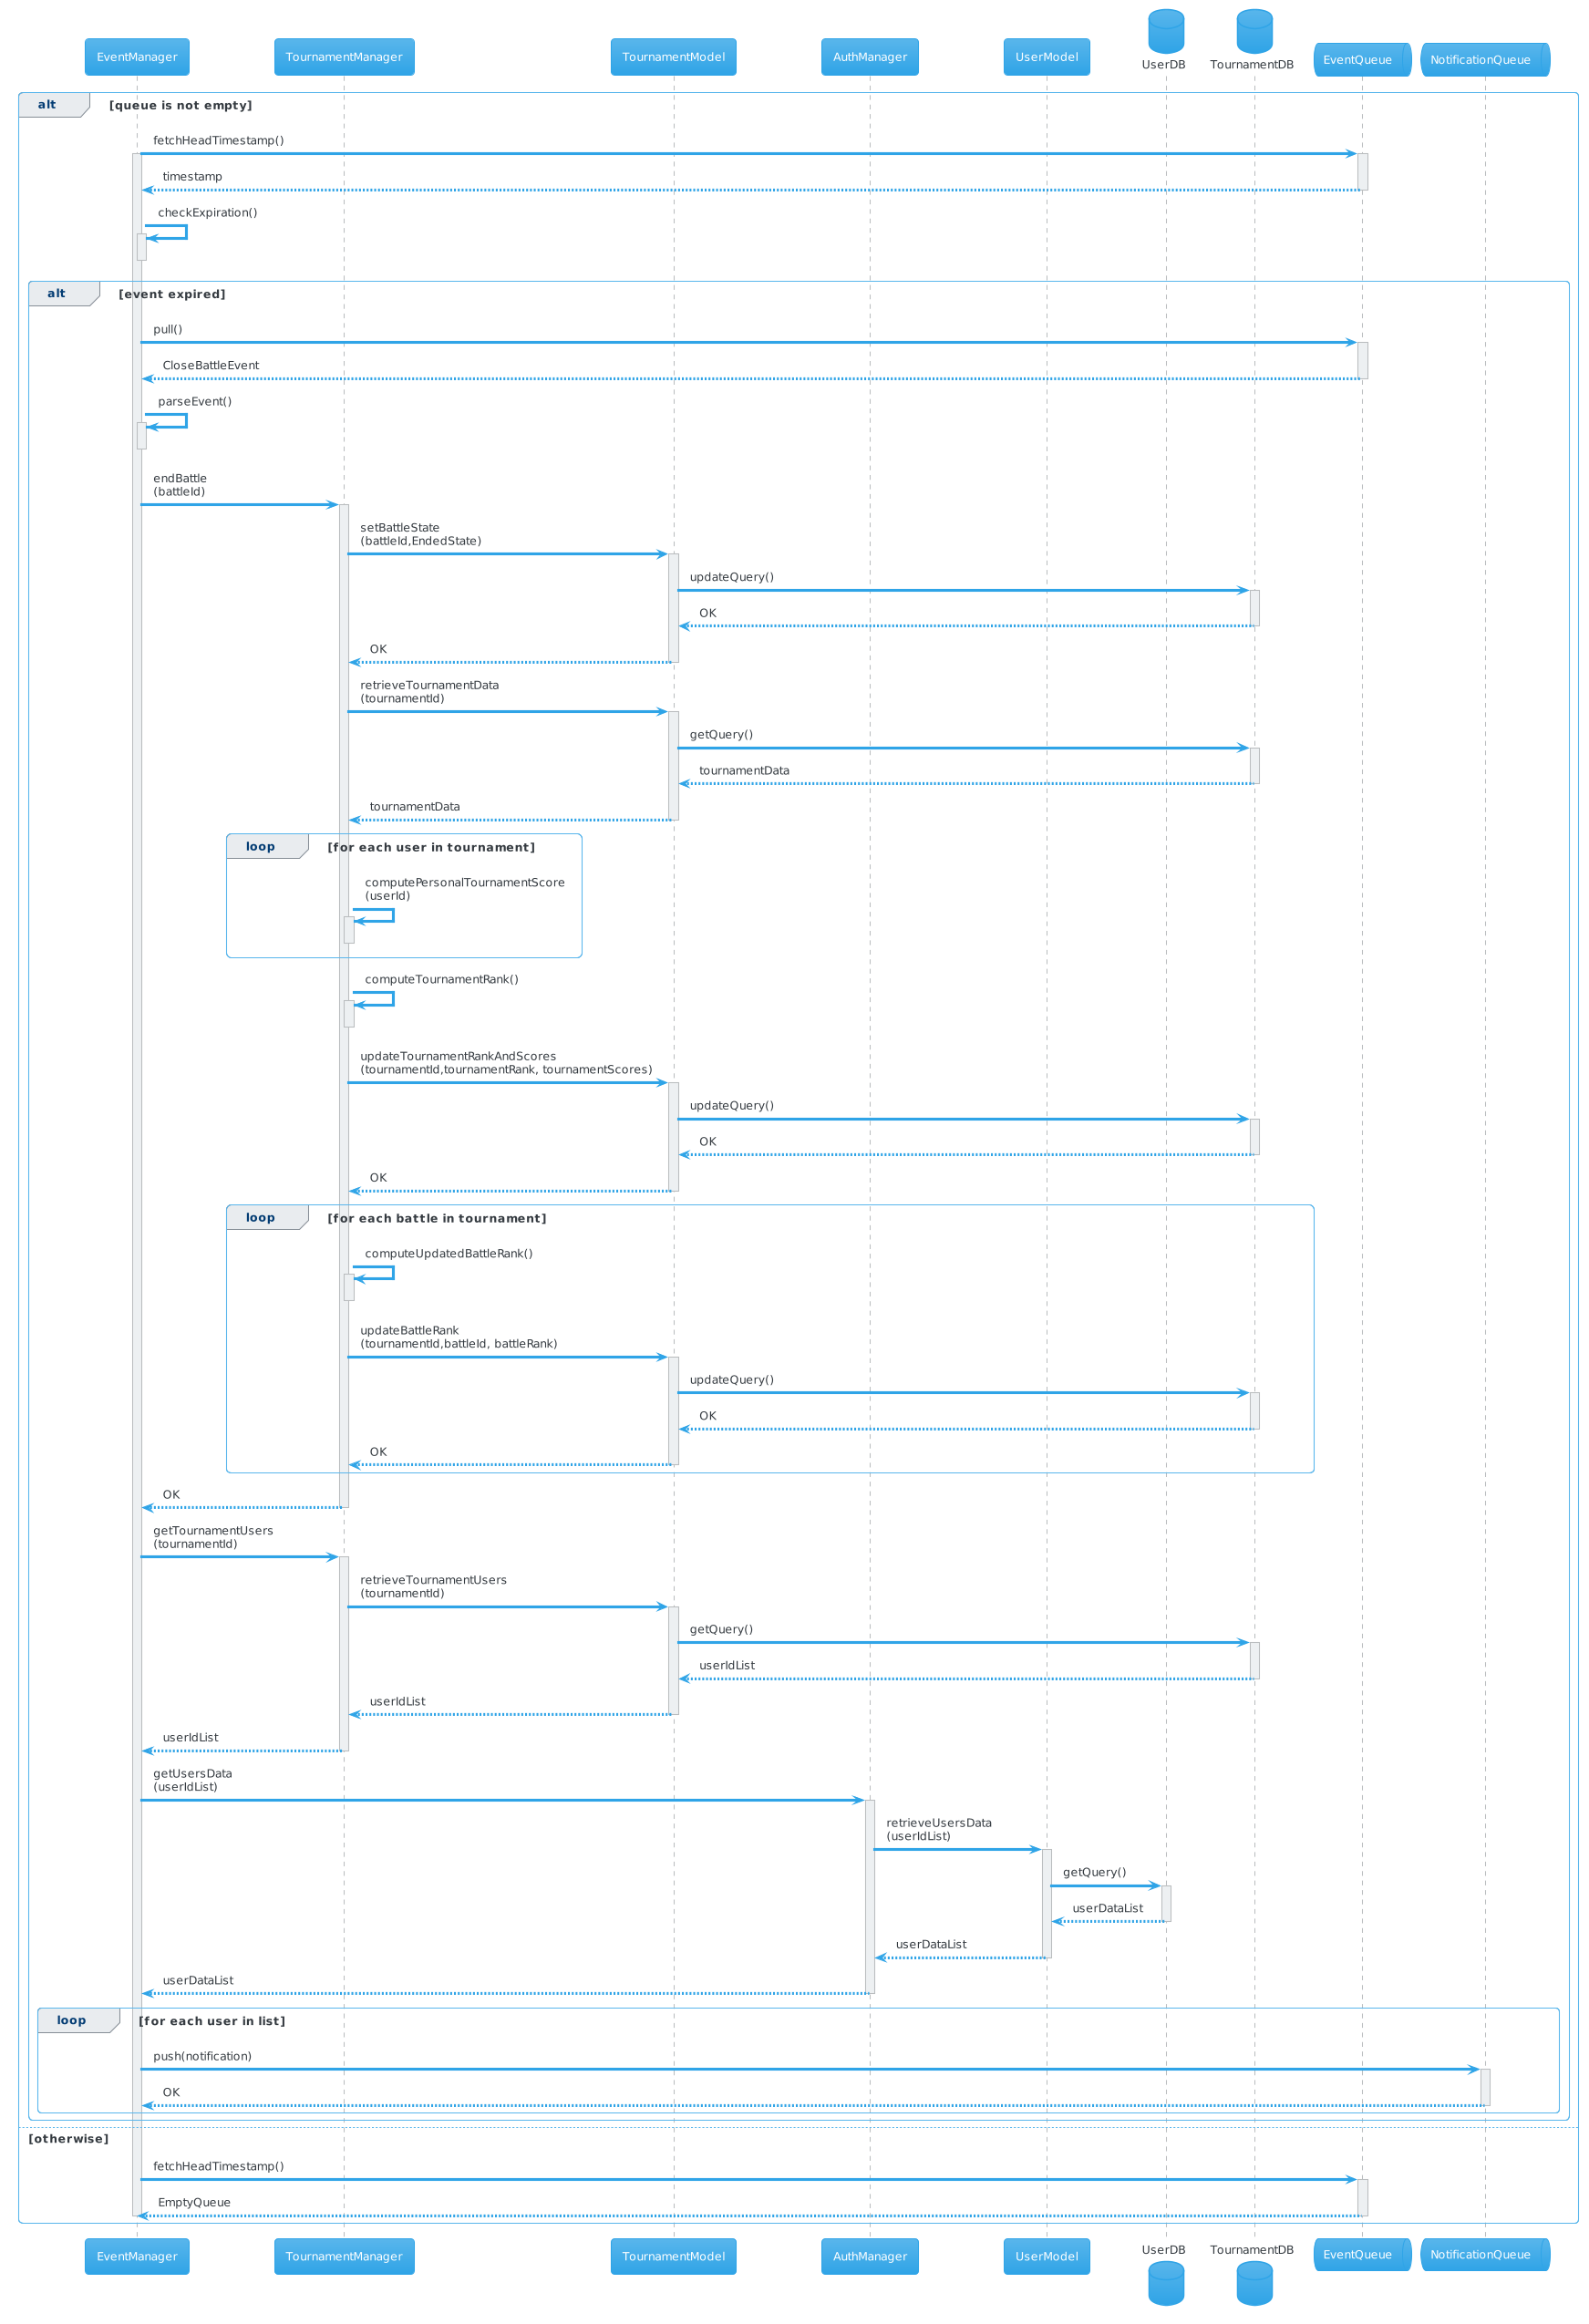 UserDB
TournamentDB
EventManager
TournamentManager
TournamentModel
AuthManager
UserModel
EventQueue
NotificationQueue
alt
[queue is not empty]
fetchHeadTimestamp()
timestamp
checkExpiration()
alt
[event expired]
pull()
CloseBattleEvent
parseEvent()
endBattle
(battleId)
setBattleState
(battleId,EndedState)
updateQuery()
OK
OK
retrieveTournamentData
(tournamentId)
getQuery()
tournamentData
tournamentData
loop
[for each user in tournament]
computePersonalTournamentScore
(userId)
computeTournamentRank()
updateTournamentRankAndScores
(tournamentId,tournamentRank, tournamentScores)
updateQuery()
OK
OK
loop
[for each battle in tournament]
computeUpdatedBattleRank()
updateBattleRank
(tournamentId,battleId, battleRank)
updateQuery()
OK
OK
OK
getTournamentUsers
(tournamentId)
retrieveTournamentUsers
(tournamentId)
getQuery()
userIdList
userIdList
userIdList
getUsersData
(userIdList)
retrieveUsersData
(userIdList)
getQuery()
userDataList
userDataList
userDataList
loop
[for each user in list]
push(notification)
OK
[otherwise]
fetchHeadTimestamp()
EmptyQueue
EventManager
TournamentManager
TournamentModel
AuthManager
UserModel
UserDB
TournamentDB
EventQueue
NotificationQueue